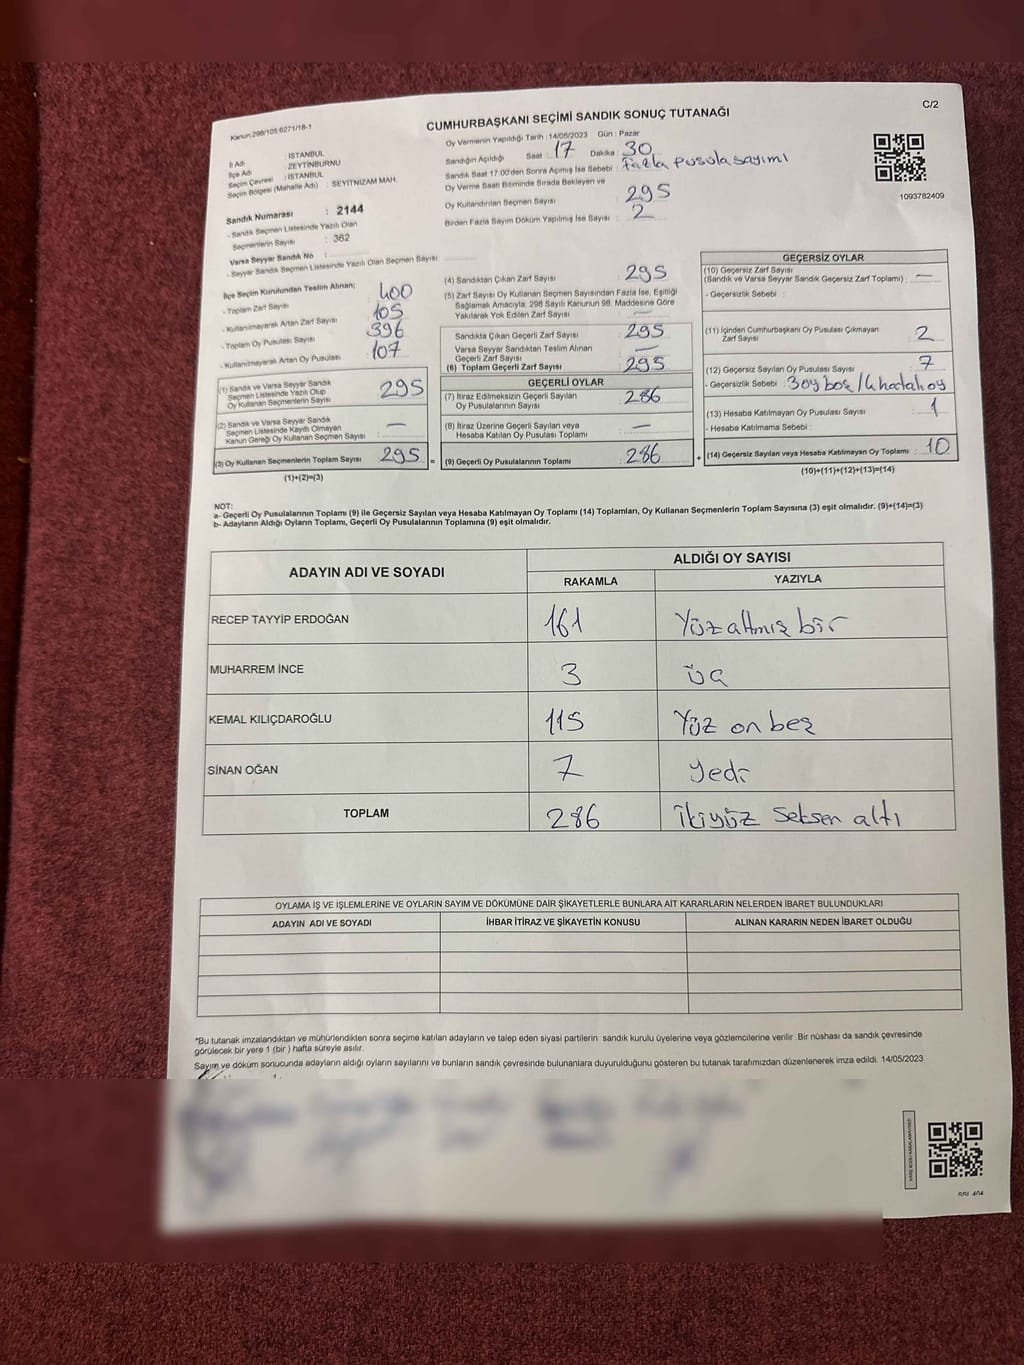 C/2
Kanun:298/105:6271/18-1
CUMHURBAŞKANI SEÇİMİ SANDIK SONUÇ TUTANAĞI
1093782409
İl Adı : İSTANBUL
İlçe Adı : ZEYTİNBURNU
Seçim Çevresi : İSTANBUL
Seçim Bölgesi (Mahalle Adı) : SEYİTNİZAM MAH.
Sandık Numarası : 2144
- Sandık Seçmen Listesinde Yazılı Olan
Seçmenlerin Sayısı : 362
Varsa Seyyar Sandık No :
- Seyyar Sandık Seçmen Listesinde Yazılı Olan Seçmen Sayısı
Oy Vermenin Yapıldığı Tarih : 14/05/2023 Gün : Pazar
Sandığın Açıldığı Saat : 17 Dakika : 30
Sandık Saat 17:00'den Sonra Açılmış İse Sebebi : Fazla pusula sayımı
Oy Verme Saati Bitiminde Sırada Bekleyen ve
Oy Kullandırılan Seçmen Sayısı : 295
Birden Fazla Sayım Döküm Yapılmış İse Sayısı : 2
İlçe Seçim Kurulundan Teslim Alınan;
- Toplam Zarf Sayısı 400
- Kullanılmayarak Artan Zarf Sayısı 105
- Toplam Oy Pusulası Sayısı 396
- Kullanılmayarak Artan Oy Pusulası 107
(1) Sandık ve Varsa Seyyar Sandık
Seçmen Listesinde Yazılı Olup
Oy Kullanan Seçmenlerin Sayısı 295
(2) Sandık ve Varsa Seyyar Sandık
Seçmen Listesinde Kayıtlı Olmayan
Kanun Gereği Oy Kullanan Seçmen Sayısı : —
(3) Oy Kullanan Seçmenlerin Toplam Sayısı 295 =
(1)+(2)=(3)
(4) Sandıktan Çıkan Zarf Sayısı : 295
(5) Zarf Sayısı Oy Kullanan Seçmen Sayısından Fazla İse, Eşitliği
Sağlamak Amacıyla; 298 Sayılı Kanunun 98. Maddesine Göre
Yakılarak Yok Edilen Zarf Sayısı : —
Sandıkta Çıkan Geçerli Zarf Sayısı : 295
Varsa Seyyar Sandıktan Teslim Alınan
Geçerli Zarf Sayısı : —
(6) Toplam Geçerli Zarf Sayısı : 295
GEÇERLİ OYLAR
(7) İtiraz Edilmeksizin Geçerli Sayılan
Oy Pusulalarının Sayısı : 286
(8) İtiraz Üzerine Geçerli Sayılan veya
Hesaba Katılan Oy Pusulası Toplamı : —
(9) Geçerli Oy Pusulalarının Toplamı : 286 +
GEÇERSİZ OYLAR
(10) Geçersiz Zarf Sayısı
(Sandık ve Varsa Seyyar Sandık Geçersiz Zarf Toplamı) : —
- Geçersizlik Sebebi :
(11) İçinden Cumhurbaşkanı Oy Pusulası Çıkmayan
Zarf Sayısı 2
(12) Geçersiz Sayılan Oy Pusulası Sayısı : 7
- Geçersizlik Sebebi : 3 oy boş / 4 hatalı oy
(13) Hesaba Katılmayan Oy Pusulası Sayısı : 1
- Hesaba Katılmama Sebebi :
(14) Geçersiz Sayılan veya Hesaba Katılmayan Oy Toplamı : 10
(10)+(11)+(12)+(13)=(14)
NOT:
a- Geçerli Oy Pusulalarının Toplamı (9) ile Geçersiz Sayılan veya Hesaba Katılmayan Oy Toplamı (14) Toplamları, Oy Kullanan Seçmenlerin Toplam Sayısına (3) eşit olmalıdır. (9)+(14)=(3)
b- Adayların Aldığı Oyların Toplamı, Geçerli Oy Pusulalarının Toplamına (9) eşit olmalıdır.
ADAYIN ADI VE SOYADI ALDIĞI OY SAYISI
RAKAMLA YAZIYLA
RECEP TAYYİP ERDOĞAN 161 Yüz altmış bir
MUHARREM İNCE 3 üç
KEMAL KILIÇDAROĞLU 115 Yüz on beş
SİNAN OĞAN 7 yedi
TOPLAM 286 ikiyüz seksen altı
OYLAMA İŞ VE İŞLEMLERİNE VE OYLARIN SAYIM VE DÖKÜMÜNE DAİR ŞİKAYETLERLE BUNLARA AİT KARARLARIN NELERDEN İBARET BULUNDUKLARI
ADAYIN ADI VE SOYADI İHBAR İTİRAZ VE ŞİKAYETİN KONUSU ALINAN KARARIN NEDEN İBARET OLDUĞU
*Bu tutanak imzalandıktan ve mühürlendikten sonra seçime katılan adayların ve talep eden siyasi partilerin sandık kurulu üyelerine veya gözlemcilerine verilir. Bir nüshası da sandık çevresinde
görülecek bir yere 1 (bir) hafta süreyle asılır.
Sayım ve döküm sonucunda adayların aldığı oyların sayılarını ve bunların sandık çevresinde bulunanlara duyurulduğunu gösteren bu tutanak tarafımızdan düzenlenerek imza edildi. 14/05/2023